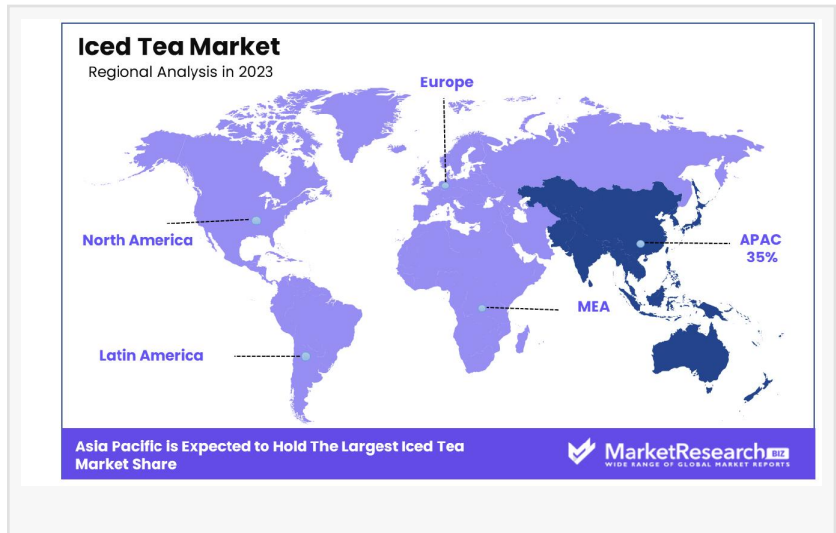 Iced Tea Market
Regional Analysis in 2023
Europe
North America
APAC
35%
MEA
Latin America
Asia Pacific is Expected to Hold The Largest Iced Tea
Market Share
MarketResearch BIZ
WIDE RANGE OF GLOBAL MARKET REPORTS